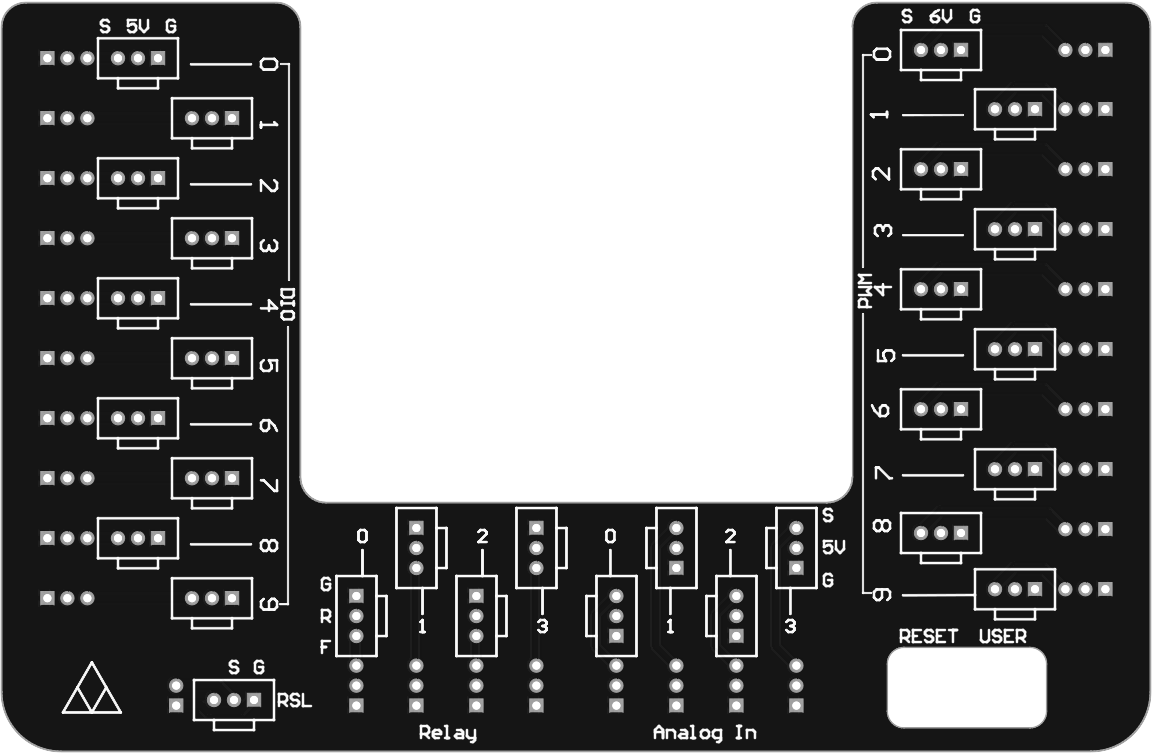 S 5V G
0
1
2
3
4
5
6
7
8
9
DIO
S 6V G
0
1
2
3
4
5
6
7
8
9
PWM
0 2 0 2 S
5V
G G
R 1 3 1 3
F
RESET USER
S G
RSL
Relay Analog In